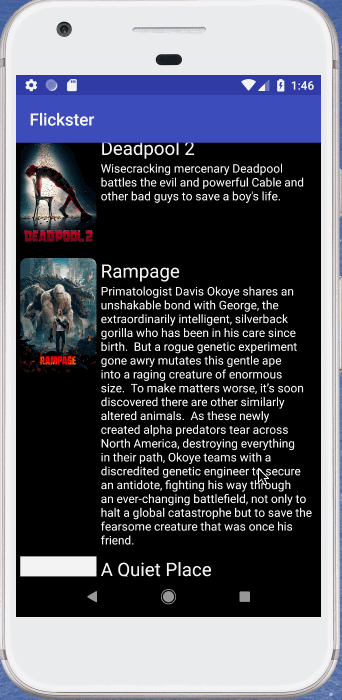 1:46
Flickster
Deadpool 2
Wisecracking mercenary Deadpool
battles the evil and powerful Cable and
other bad guys to save a boy's life.
DEADPOOL 2
Rampage
Primatologist Davis Okoye shares an
unshakable bond with George, the
extraordinarily intelligent, silverback
gorilla who has been in his care since
birth.  But a rogue genetic experiment
gone awry mutates this gentle ape
into a raging creature of enormous
size.  To make matters worse, it’s soon
discovered there are other similarly
altered animals.  As these newly
created alpha predators tear across
North America, destroying everything
in their path, Okoye teams with a
discredited genetic engineer to secure
an antidote, fighting his way through
an ever-changing battlefield, not only to
halt a global catastrophe but to save the
fearsome creature that was once his
friend.
RAMPAGE
A Quiet Place